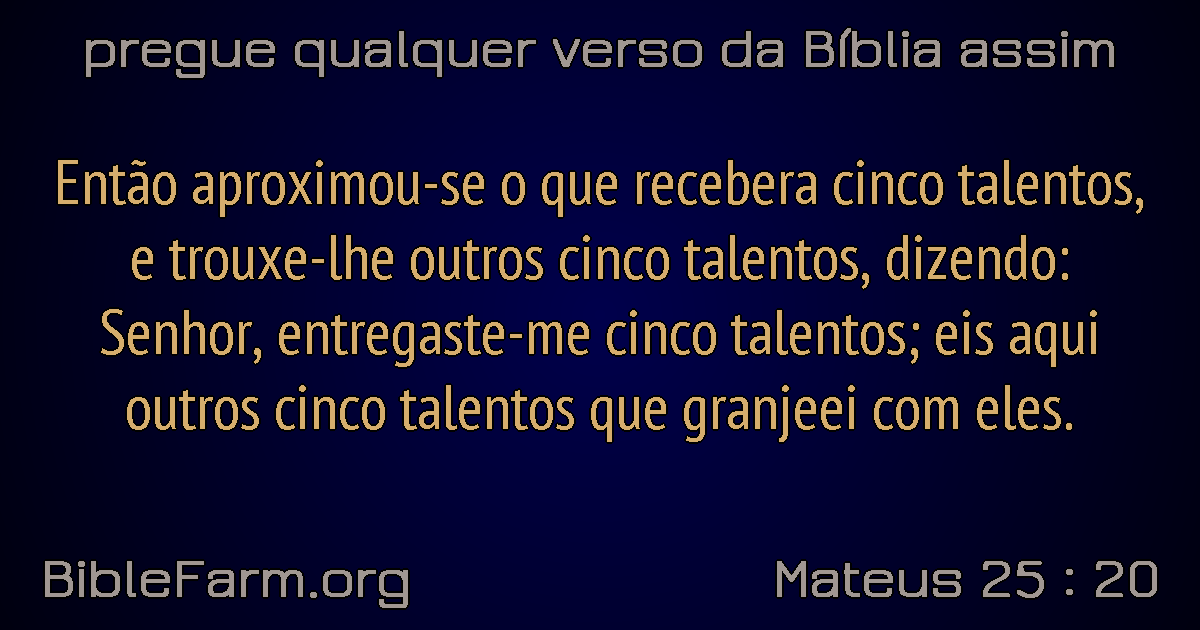 pregue qualquer verso da Bíblia assim
Então aproximou-se o que recebera cinco talentos,
e trouxe-lhe outros cinco talentos, dizendo:
Senhor, entregaste-me cinco talentos; eis aqui
outros cinco talentos que granjeei com eles.
BibleFarm.org
Mateus 25 : 20